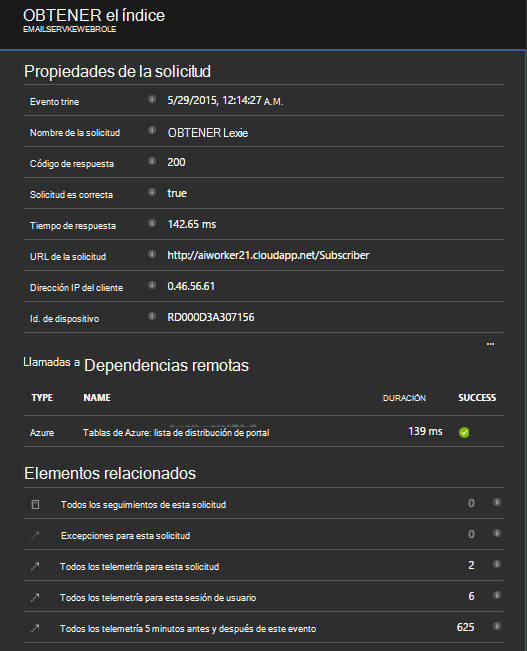 OBTENER el índice
EMAILSERVKEWEBROLE
Propiedades de la solicitud
Evento trine 5/29/2015, 12:14:27 A.M.
Nombre de la solicitud OBTENER Lexie
Código de respuesta 200
Solicitud es correcta true
Tiempo de respuesta 142.65 ms
URL de la solicitud http://aiworker21.cloudapp.net/Subscriber
Dirección IP del cliente 0.46.56.61
Id. de dispositivo RD000D3A307156
...
Llamadas a Dependencias remotas
TYPE NAME DURACIÓN SUCCESS
Azure Tablas de Azure: lista de distribución de portal 139 ms
Elementos relacionados
Todos los seguimientos de esta solicitud 0
Excepciones para esta solicitud 0
Todos los telemetría para esta solicitud 2
Todos los telemetría para esta sesión de usuario 6
Todos los telemetría 5 minutos antes y después de este evento 625